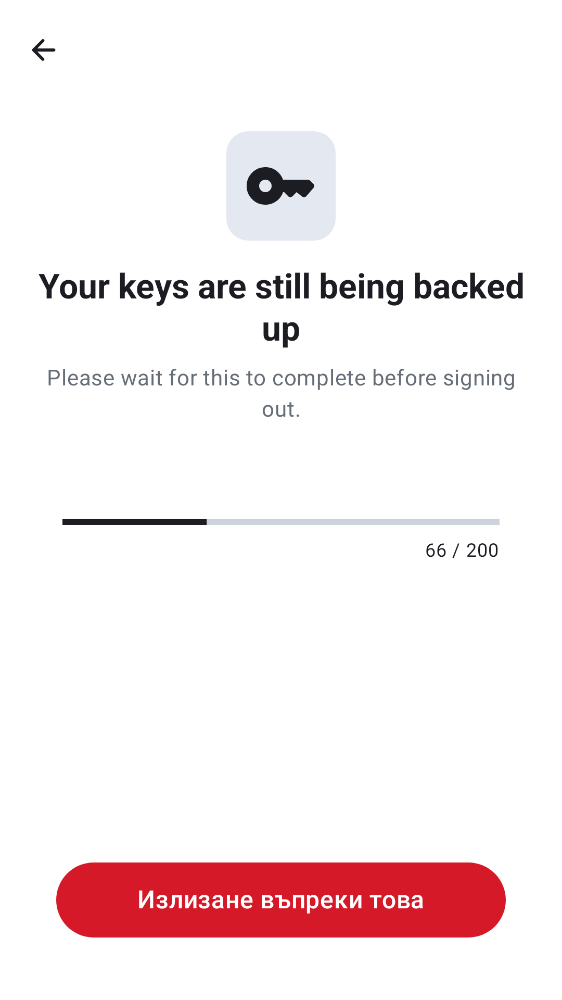 Your keys are still being backed
up
Please wait for this to complete before signing
out.
66 / 200
Излизане въпреки това